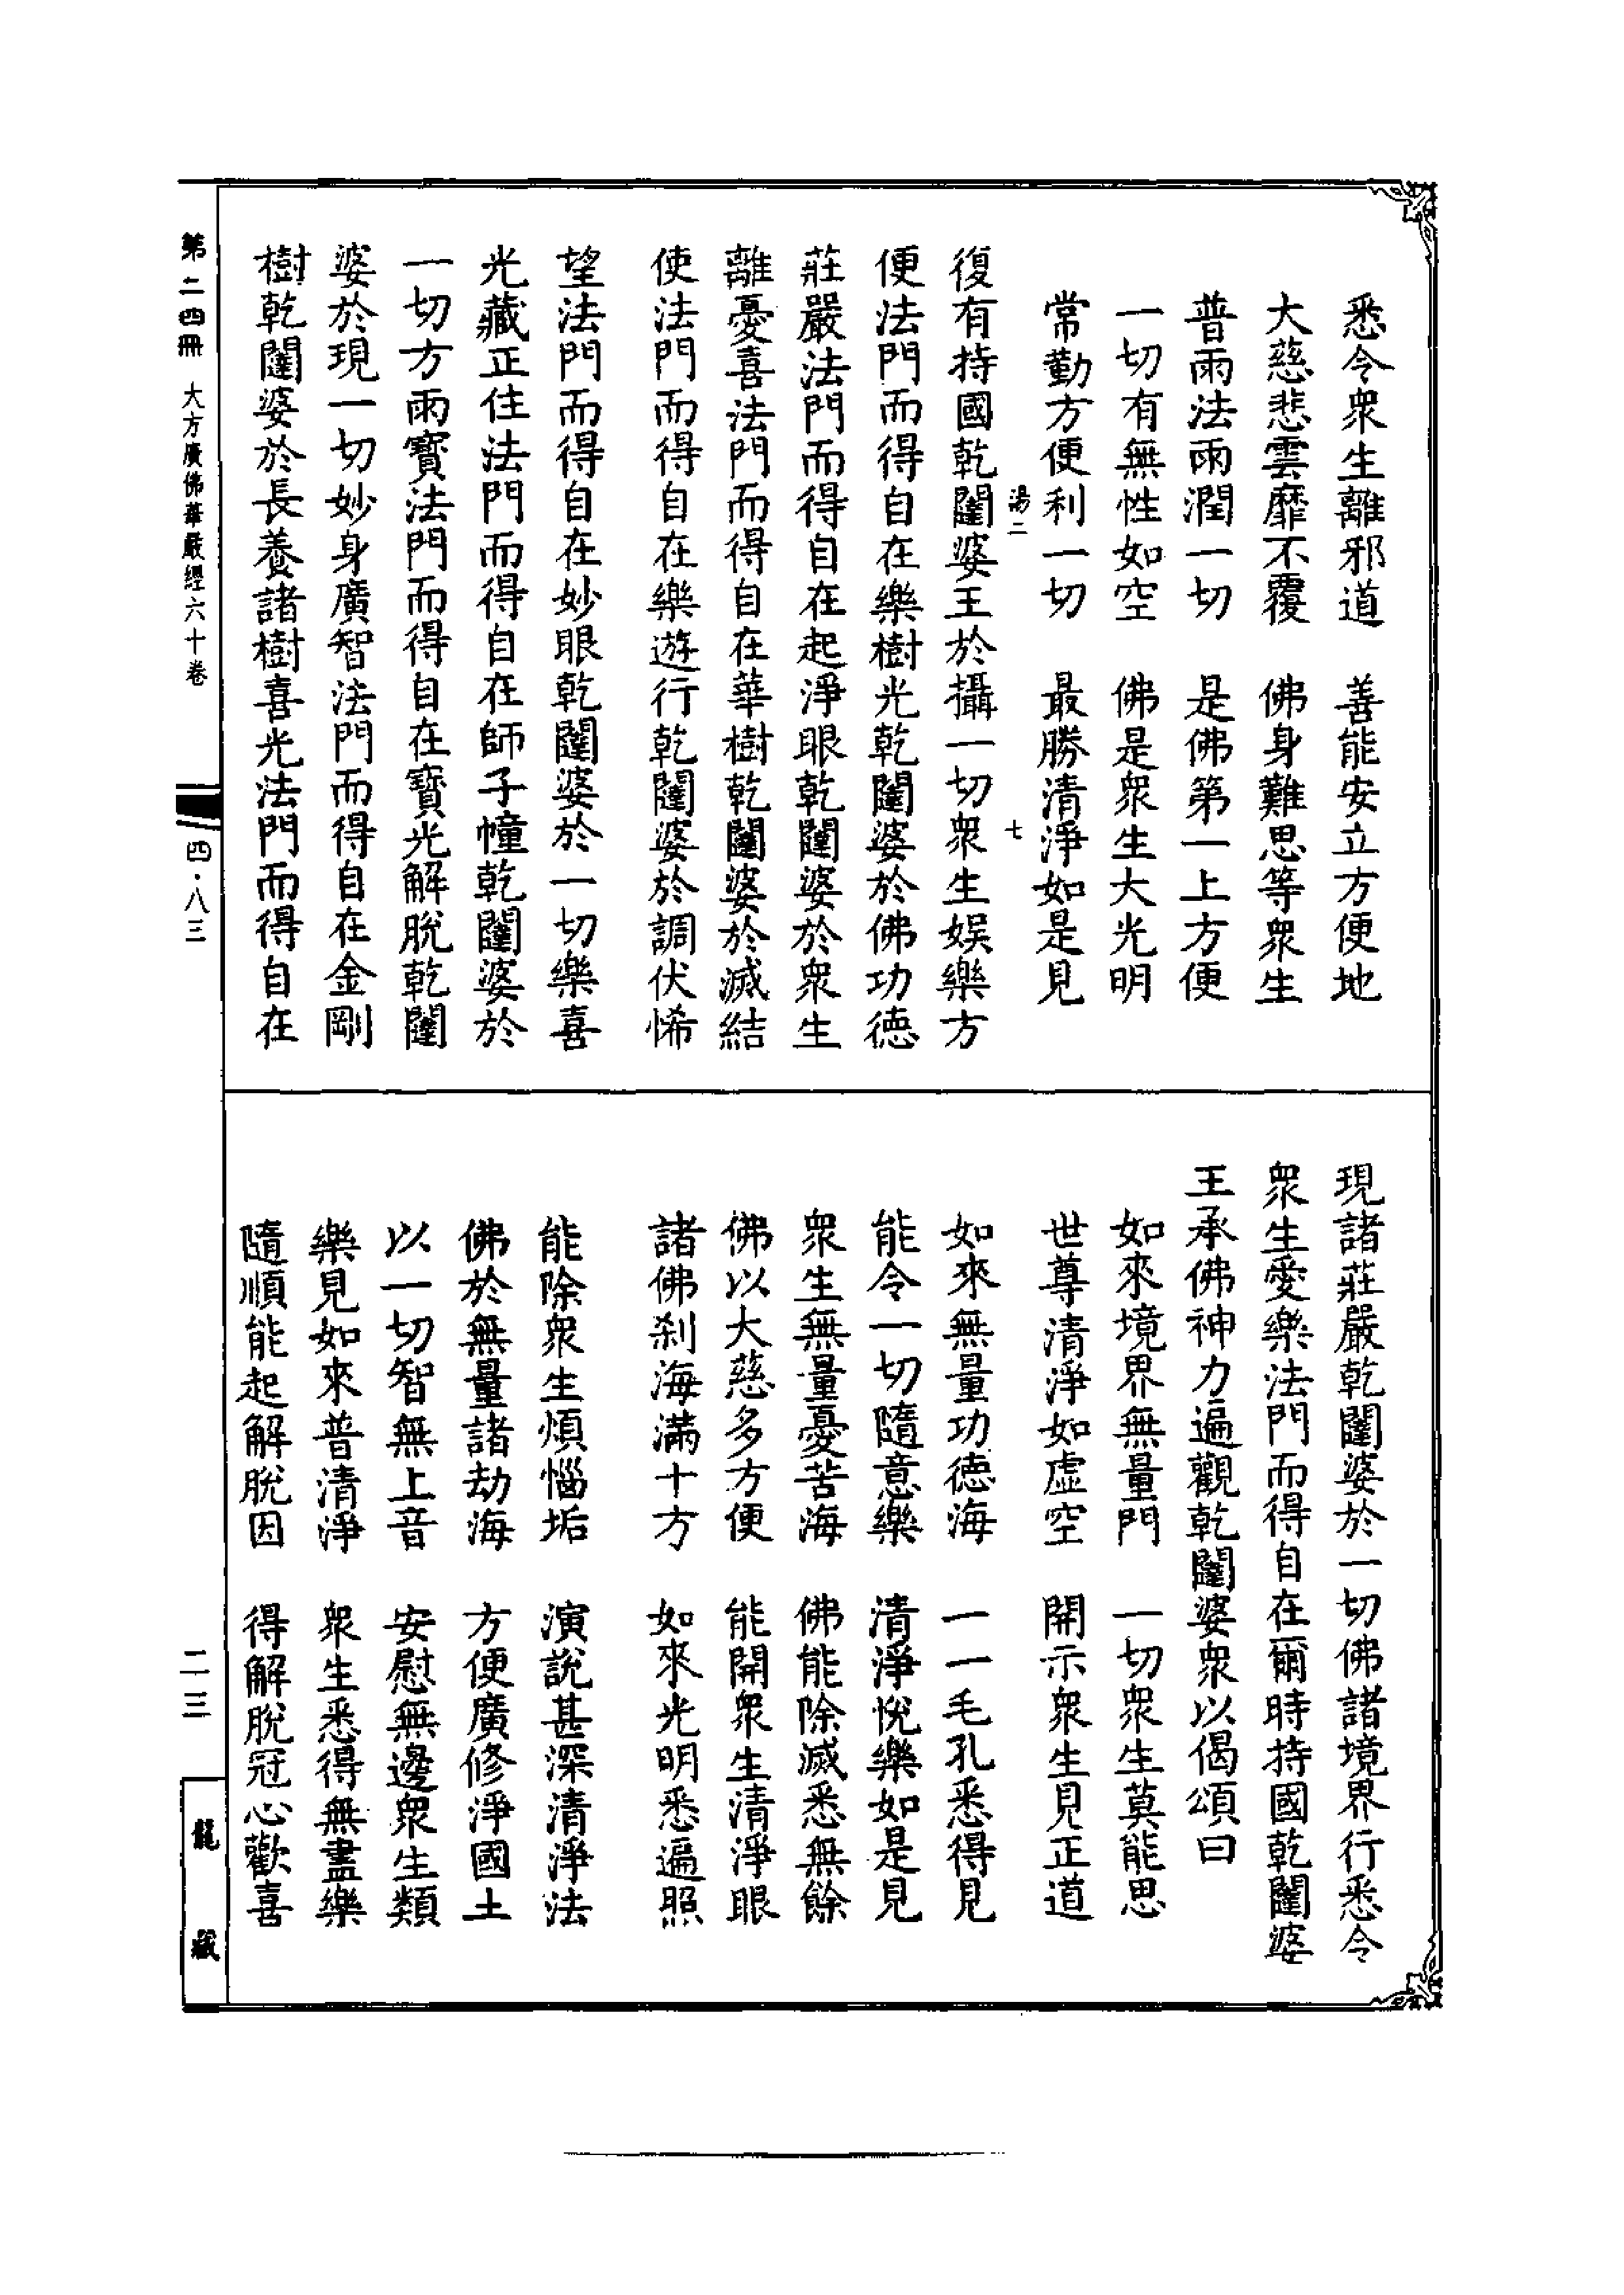 悉令衆生離邪道　善能安立方便地
大慈悲雲靡不覆　佛身難思等衆生
普雨法雨潤一切　是佛第一上方便
一切有無性如空　佛是衆生大光明
常勤方便利一切　最勝清淨如是見
湯二　七
復有持國乾闥婆王於攝一切衆生娛樂方
便法門而得自在樂樹光乾闥婆於佛功德
莊嚴法門而得自在起淨眼乾闥婆於衆生
離憂喜法門而得自在華樹乾闥婆於滅結
使法門而得自在樂遊行乾闥婆於調伏悕
望法門而得自在妙眼乾闥婆於一切樂喜
光藏正住法門而得自在師子幢乾闥婆於
一切方雨寶法門而得自在寶光解脫乾闥
婆於現一切妙身廣智法門而得自在金剛
樹乾闥婆於長養諸樹喜光法門而得自在
現諸莊嚴乾闥婆於一切佛諸境界行悉令
衆生愛樂法門而得自在爾時持國乾闥婆
王承佛神力遍觀乾闥婆衆以偈頌曰
如來境界無量門　一切衆生莫能思
世尊清淨如虛空　開示衆生見正道
如來無量功德海　一一毛孔悉得見
能令一切隨意樂　清淨悅樂如是見
衆生無量憂苦海　佛能除滅悉無餘
佛以大慈多方便　能開衆生清淨眼
諸佛刹海滿十方　如來光明悉遍照
能除衆生煩惱垢　演說甚深清淨法
佛於無量諸劫海　方便廣修淨國土
以一切智無上音　安慰無邊衆生類
樂見如來普清淨　衆生悉得無盡樂
隨順能起解脫因　得解脫冠心歡喜
第二四冊　大方廣佛華嚴經六十卷
四・八三
二三
龍藏